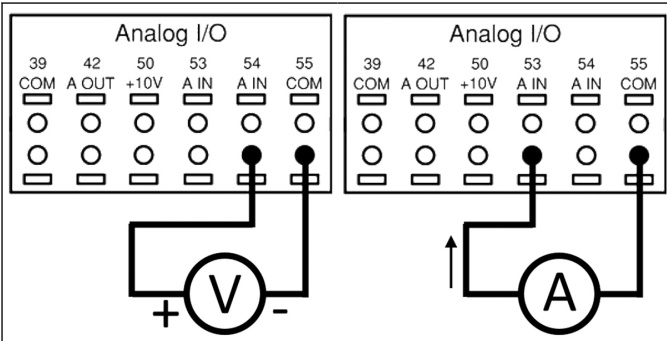 Analog I/O
39 42 50 53 54 55
COM A OUT +10V A IN A IN COM
V
+ -
Analog I/O
39 42 50 53 54 55
COM A OUT +10V A IN A IN COM
A